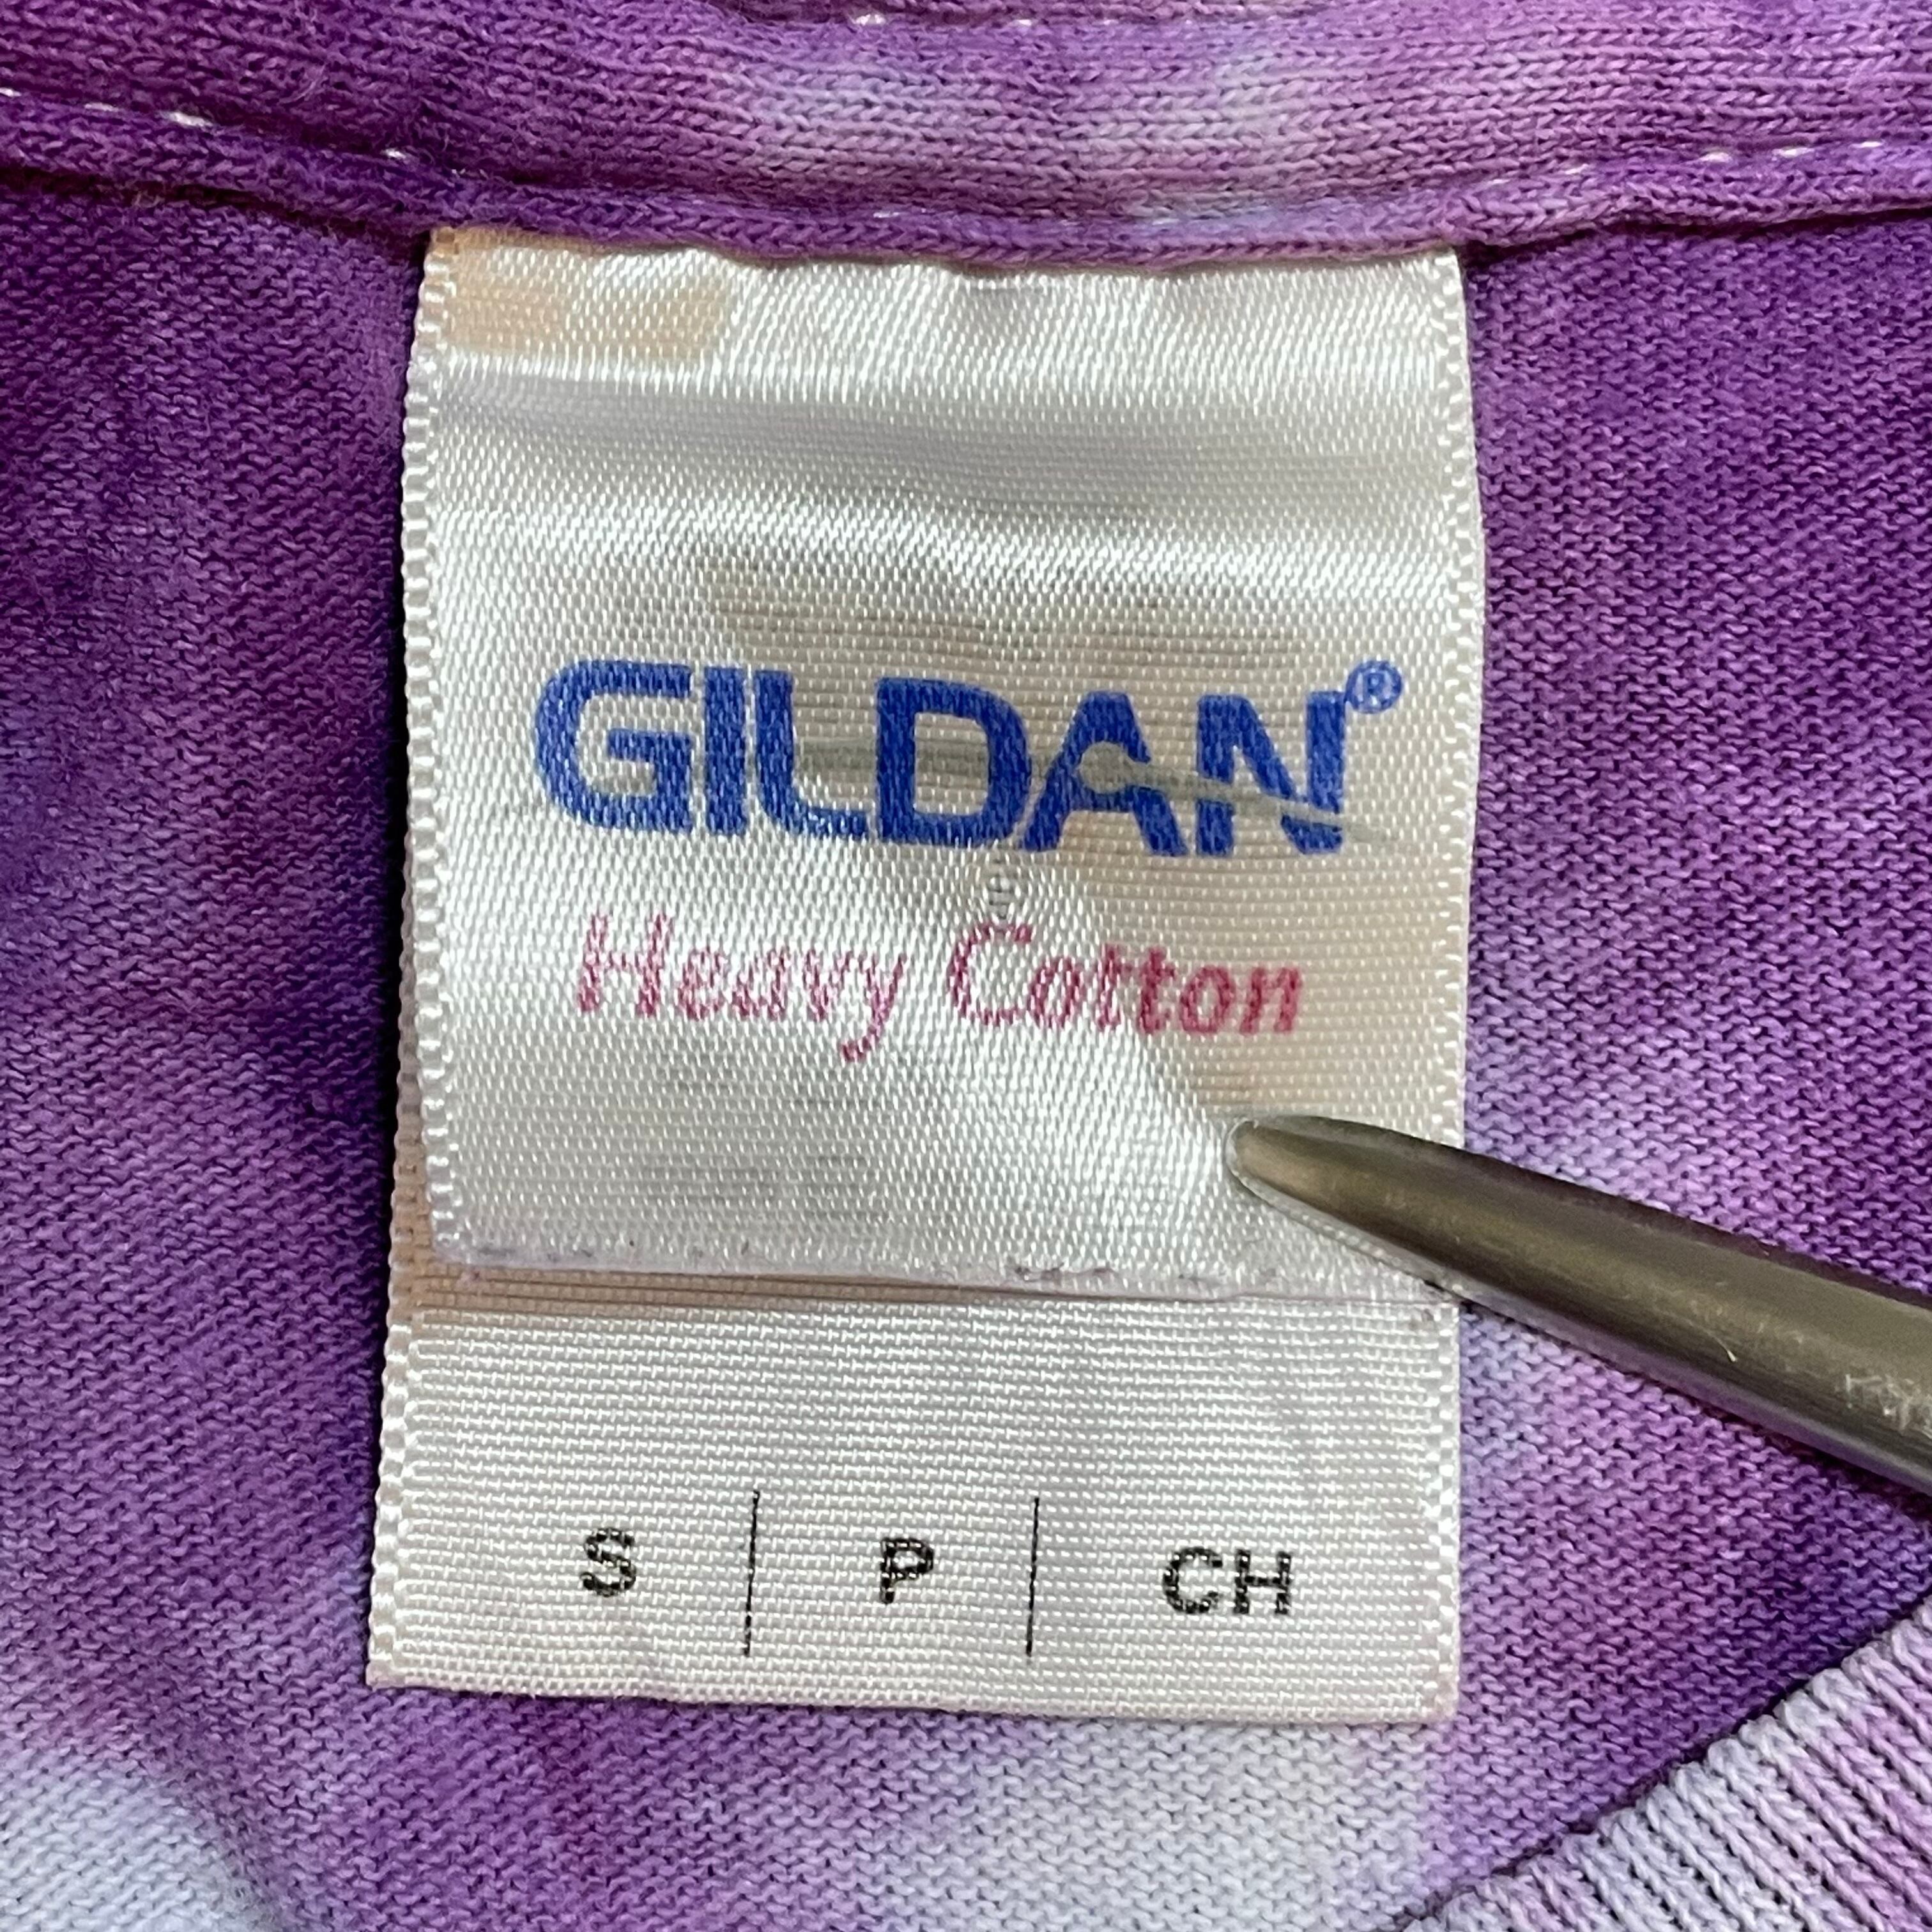 GILDAN®
Heavy Cotton
S | P | CH